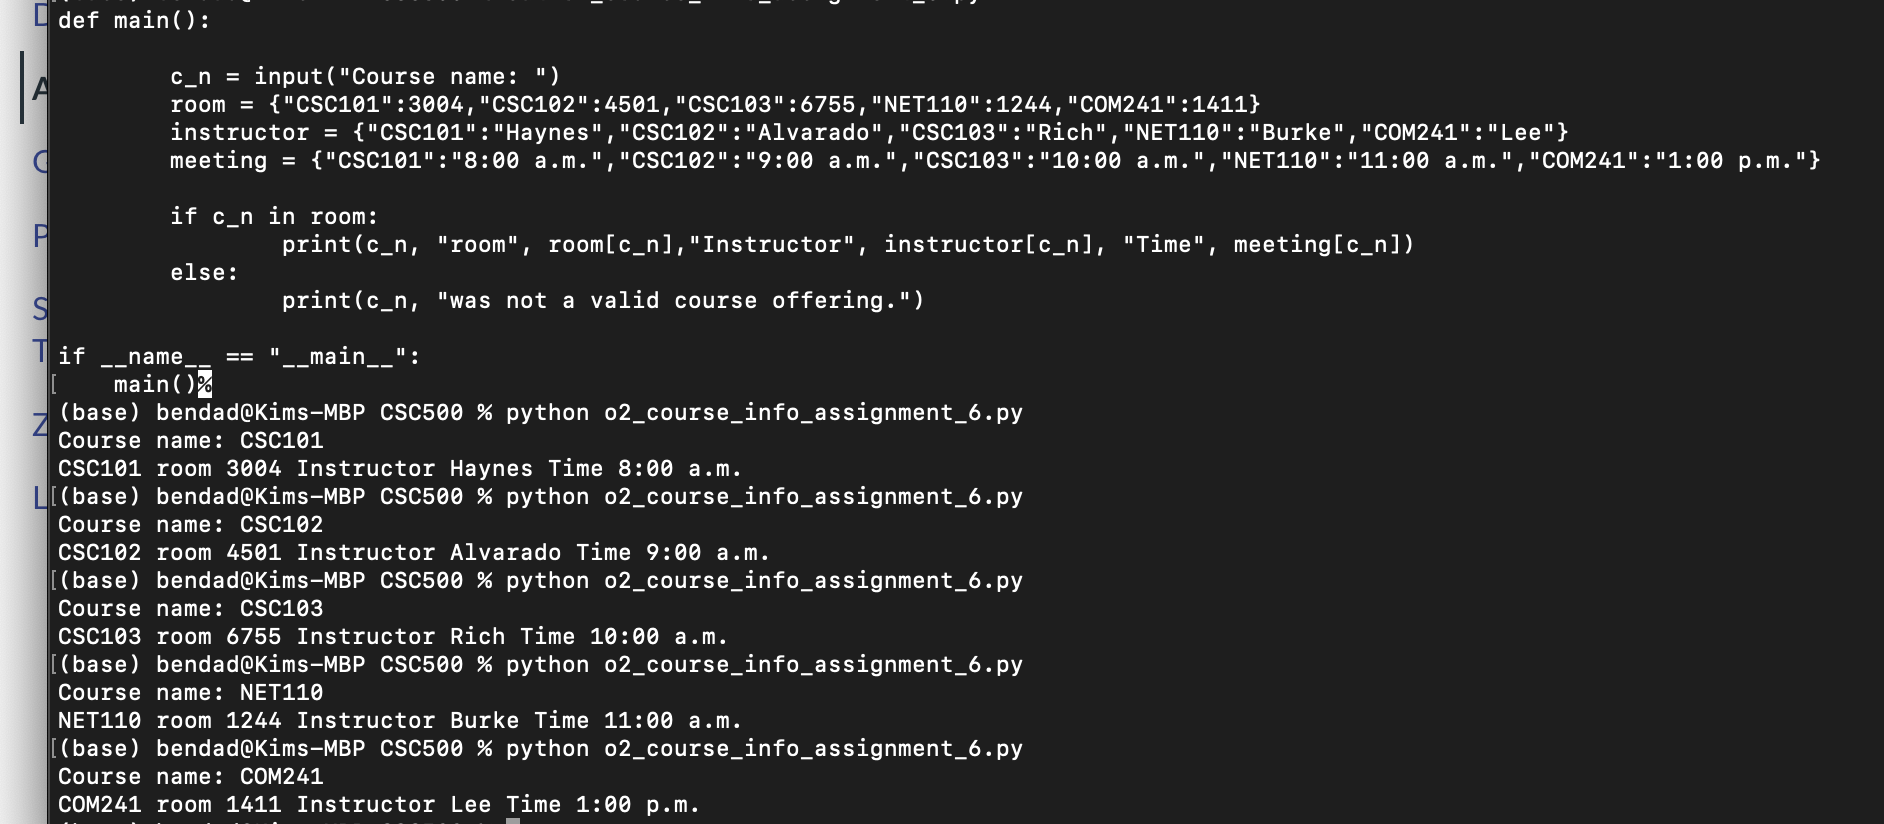 def main():
c_n = input("Course name: ")
room = {"CSC101":3004,"CSC102":4501,"CSC103":6755,"NET110":1244,"COM241":1411}
instructor = {"CSC101":"Haynes","CSC102":"Alvarado","CSC103":"Rich","NET110":"Burke","COM241":"Lee"}
meeting = {"CSC101":"8:00 a.m.","CSC102":"9:00 a.m.","CSC103":"10:00 a.m.","NET110":"11:00 a.m.","COM241":"1:00 p.m."}
if c_n in room:
print(c_n, "room", room[c_n],"Instructor", instructor[c_n], "Time", meeting[c_n])
else:
print(c_n, "was not a valid course offering.")
if __name__ == "__main__":
[    main()%
(base) bendad@Kims-MBP CSC500 % python o2_course_info_assignment_6.py
Course name: CSC101
CSC101 room 3004 Instructor Haynes Time 8:00 a.m.
[(base) bendad@Kims-MBP CSC500 % python o2_course_info_assignment_6.py
Course name: CSC102
CSC102 room 4501 Instructor Alvarado Time 9:00 a.m.
[(base) bendad@Kims-MBP CSC500 % python o2_course_info_assignment_6.py
Course name: CSC103
CSC103 room 6755 Instructor Rich Time 10:00 a.m.
[(base) bendad@Kims-MBP CSC500 % python o2_course_info_assignment_6.py
Course name: NET110
NET110 room 1244 Instructor Burke Time 11:00 a.m.
[(base) bendad@Kims-MBP CSC500 % python o2_course_info_assignment_6.py
Course name: COM241
COM241 room 1411 Instructor Lee Time 1:00 p.m.